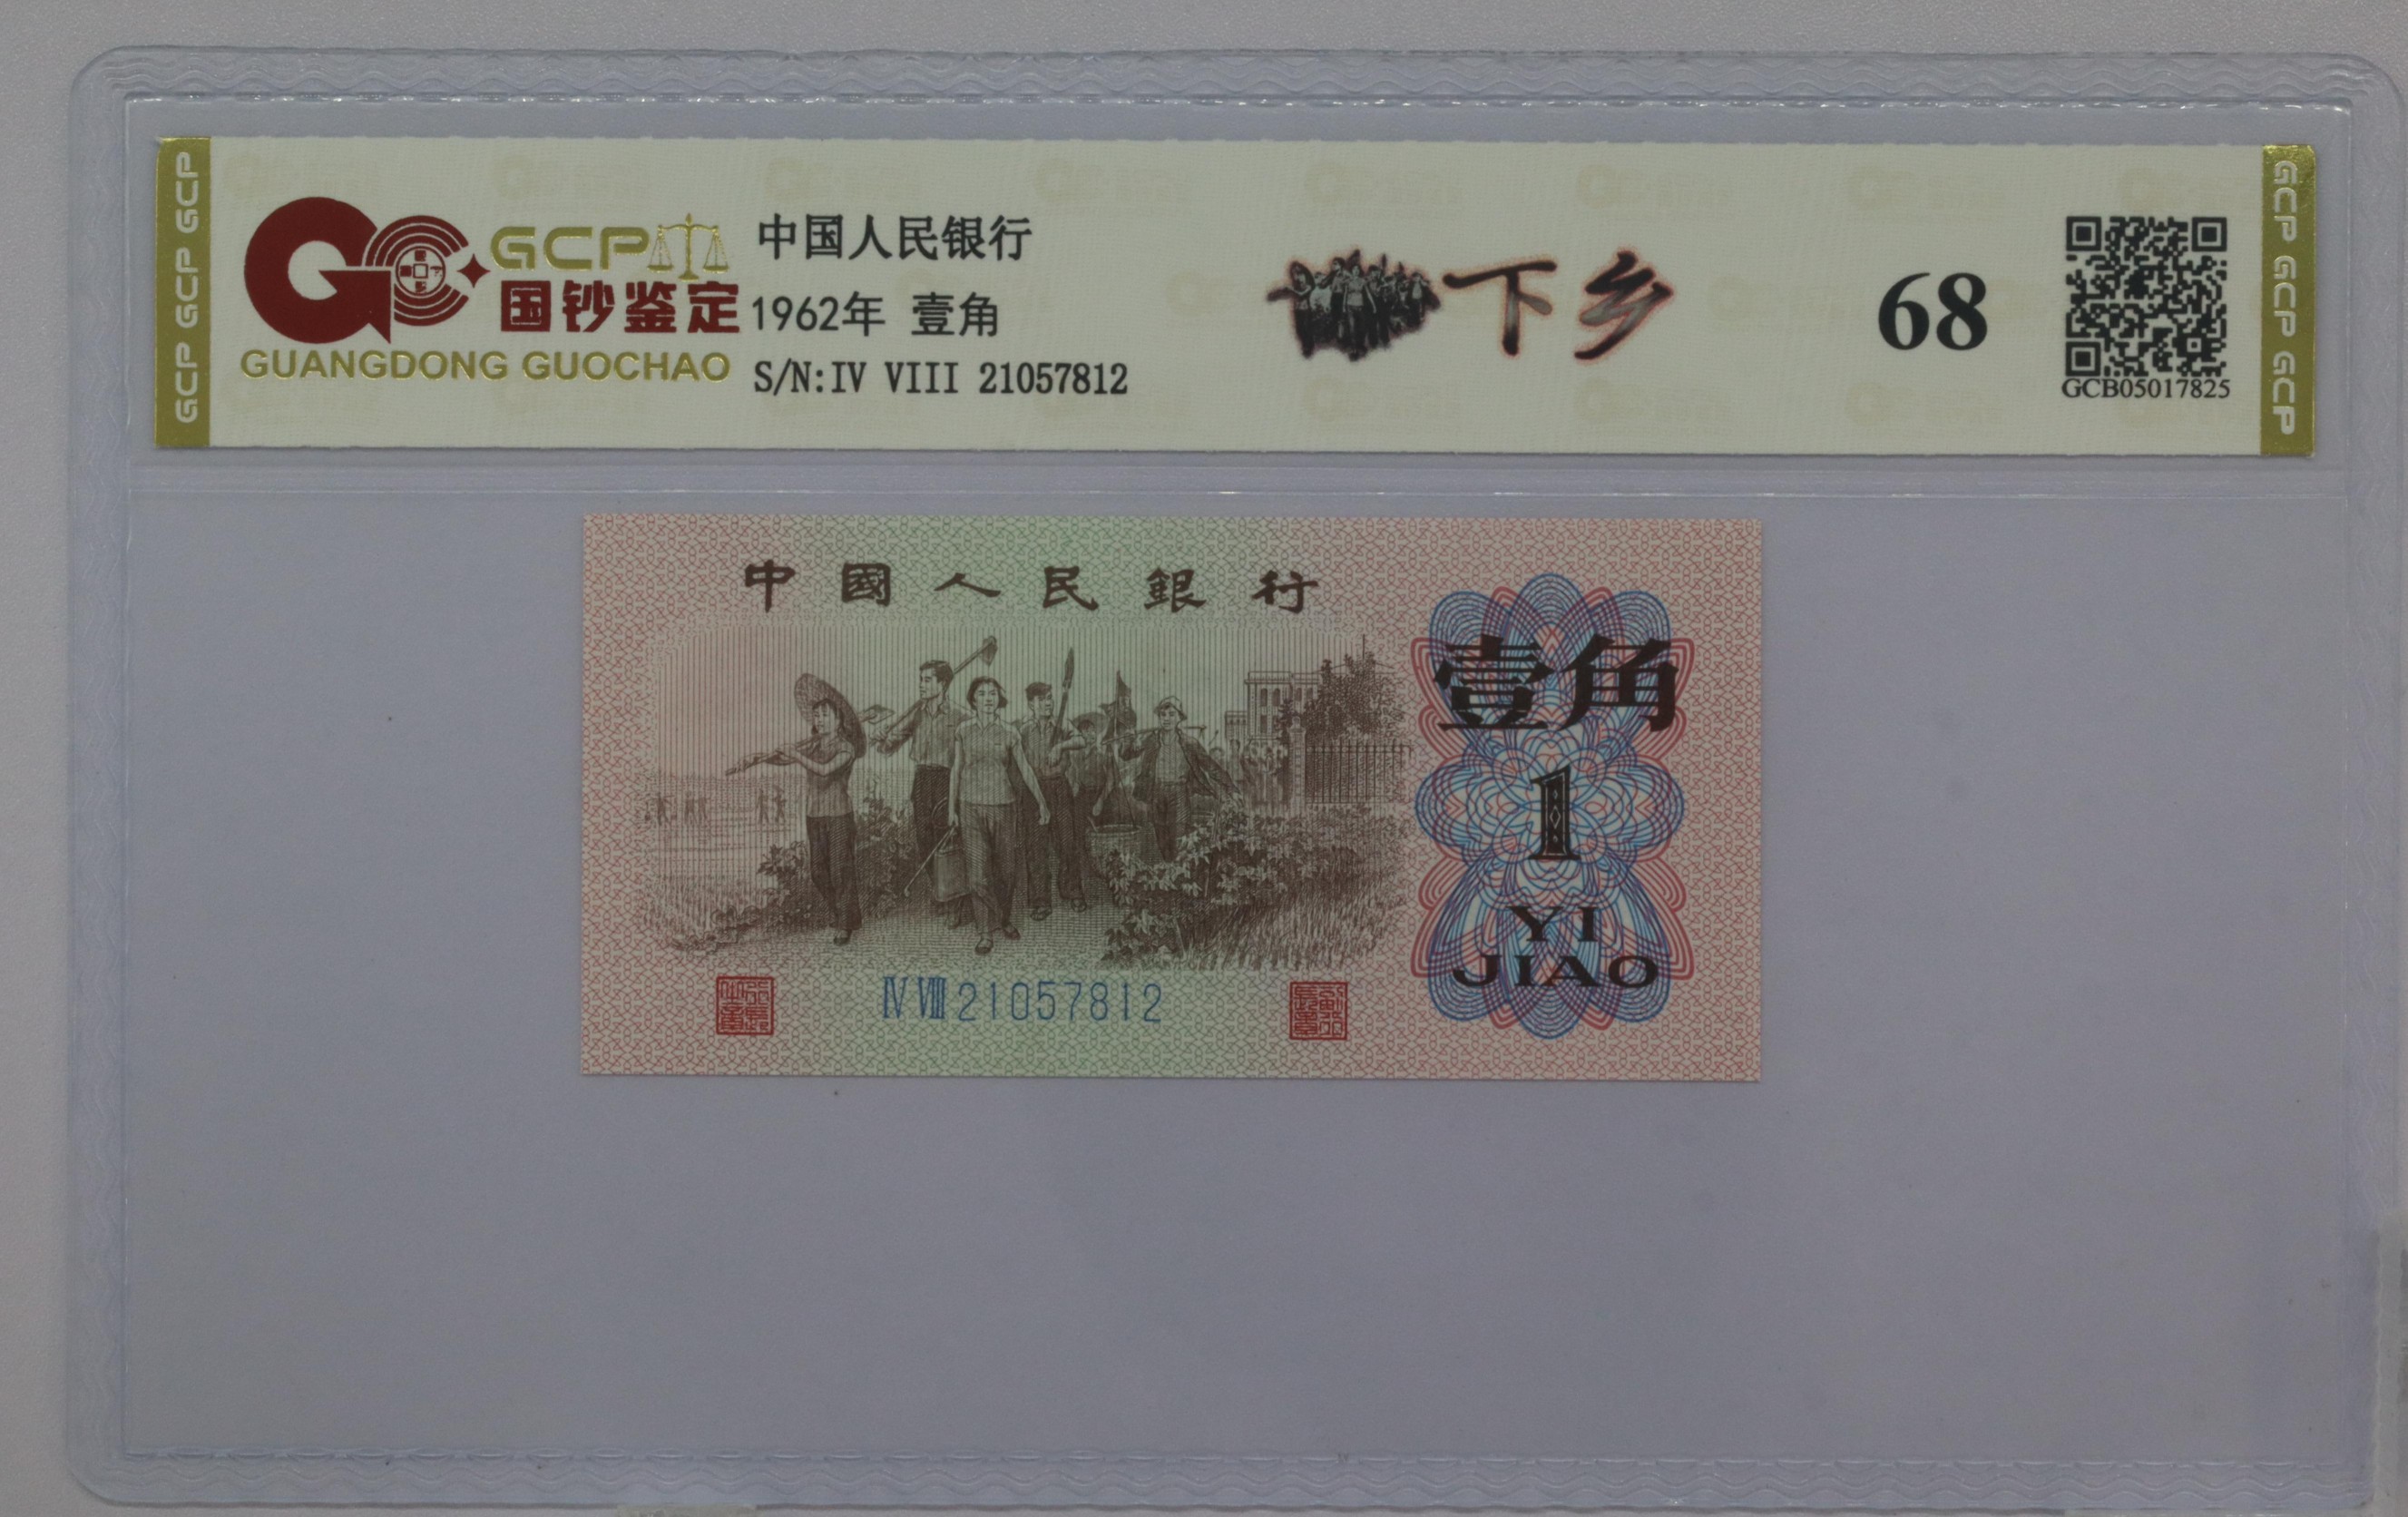 GCP GCP GCP
GCP
国钞鉴定
GUANGDONG GUOCHAO
中国人民银行
1962年 壹角
S/N:IV VIII 21057812
下乡
68
GCB05017825
GCP GCP GCP
中國人民銀行
壹角
1
YI
JIAO
IV VIII 21057812